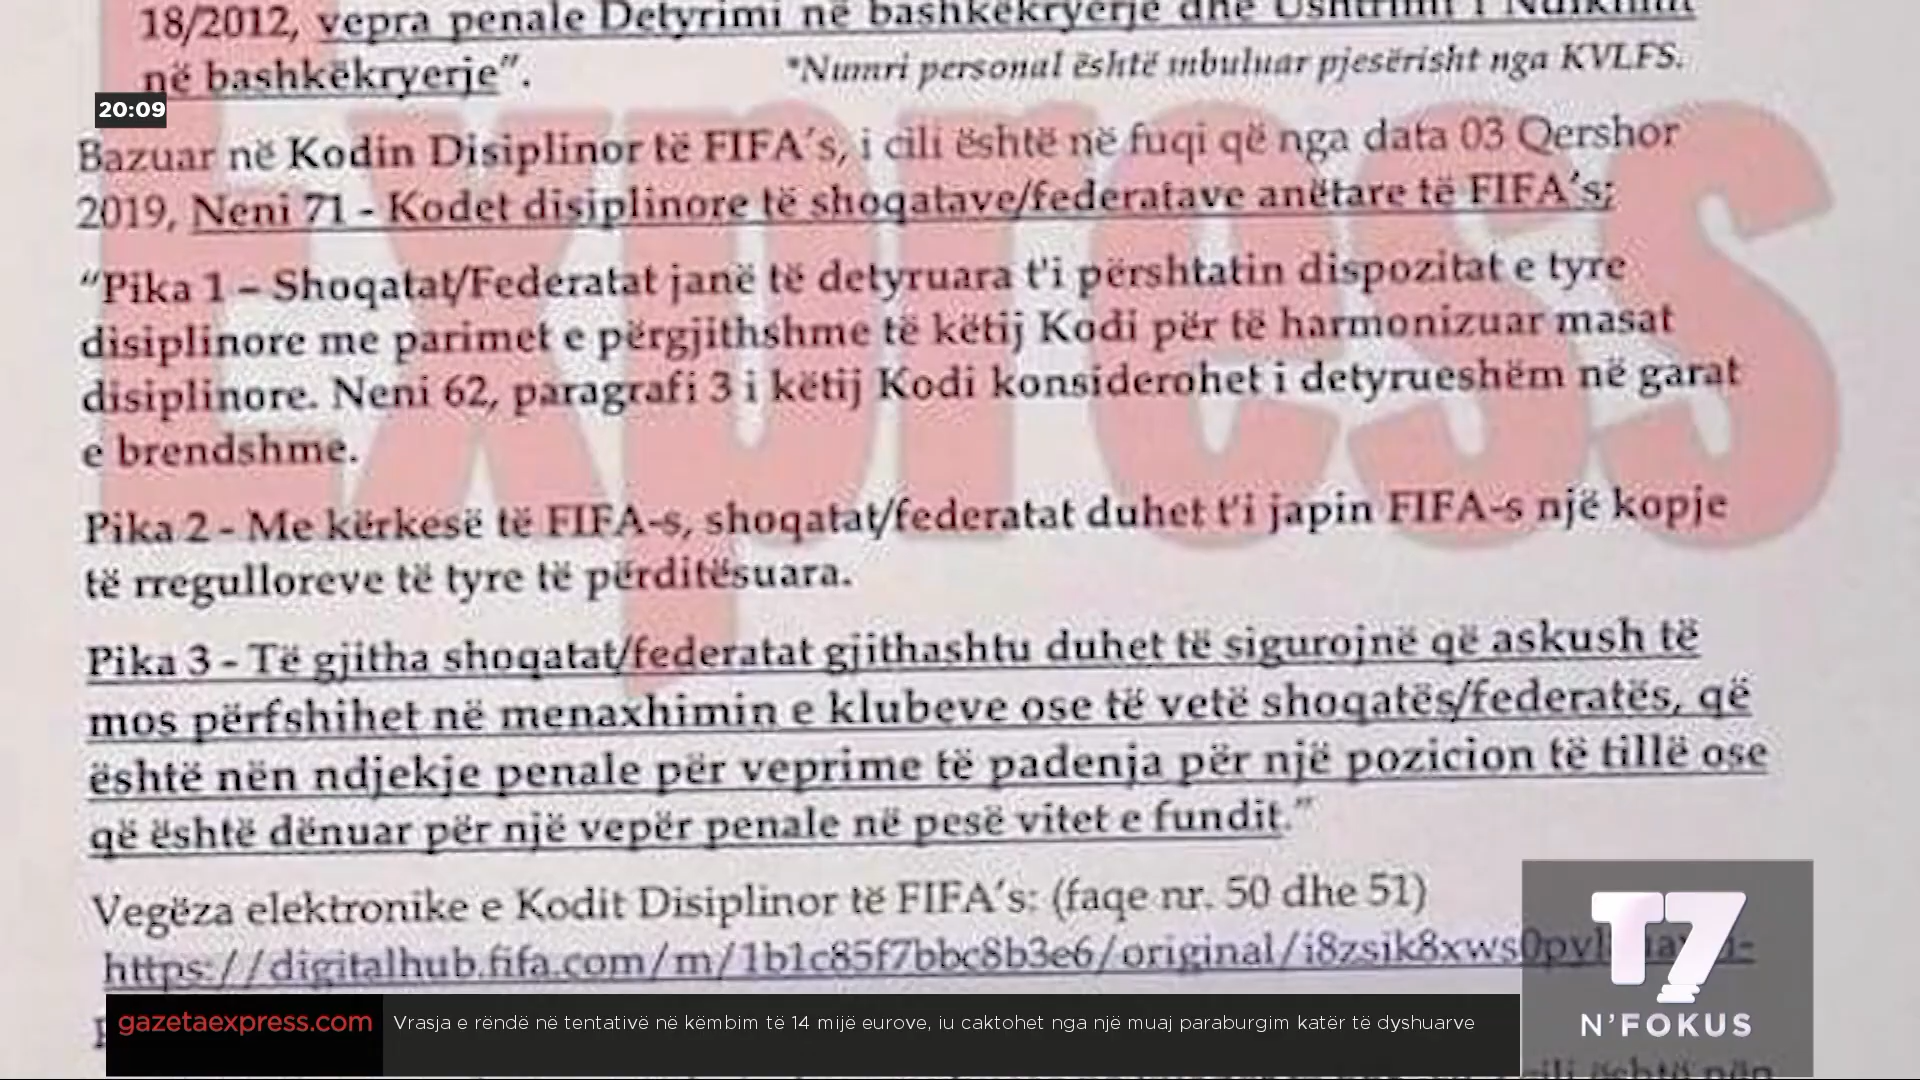 18/2012, vepra penale Detyrimi në bashkëkryerje dhe Ushtrimi i Ndikimit
në bashkëkryerje”. *Numri personal është mbuluar pjesërisht nga KVLFS.
20:09
Express
Bazuar në Kodin Disiplinor të FIFA’s, i cili është në fuqi që nga data 03 Qershor
2019, Neni 71 - Kodet disiplinore të shoqatave/federatave anëtare të FIFA’s;
“Pika 1 – Shoqatat/Federatat janë të detyruara t'i përshtatin dispozitat e tyre
disiplinore me parimet e përgjithshme të këtij Kodi për të harmonizuar masat
disiplinore. Neni 62, paragrafi 3 i këtij Kodi konsiderohet i detyrueshëm në garat
e brendshme.
Pika 2 - Me kërkesë të FIFA-s, shoqatat/federatat duhet t'i japin FIFA-s një kopje
të rregulloreve të tyre të përditësuara.
Pika 3 - Të gjitha shoqatat/federatat gjithashtu duhet të sigurojnë që askush të
mos përfshihet në menaxhimin e klubeve ose të vetë shoqatës/federatës, që
është nën ndjekje penale për veprime të padenja për një pozicion të tillë ose
që është dënuar për një vepër penale në pesë vitet e fundit.”
Vegëza elektronike e Kodit Disiplinor të FIFA’s: (faqe nr. 50 dhe 51)
https://digitalhub.fifa.com/m/1b1c85f7bbc8b3e6/original/i8zsik8xws0pyl
T7
N'FOKUS
gazetaexpress.com Vrasja e rëndë në tentativë në këmbim të 14 mijë eurove, iu caktohet nga një muaj paraburgim katër të dyshuarve
cili është nën